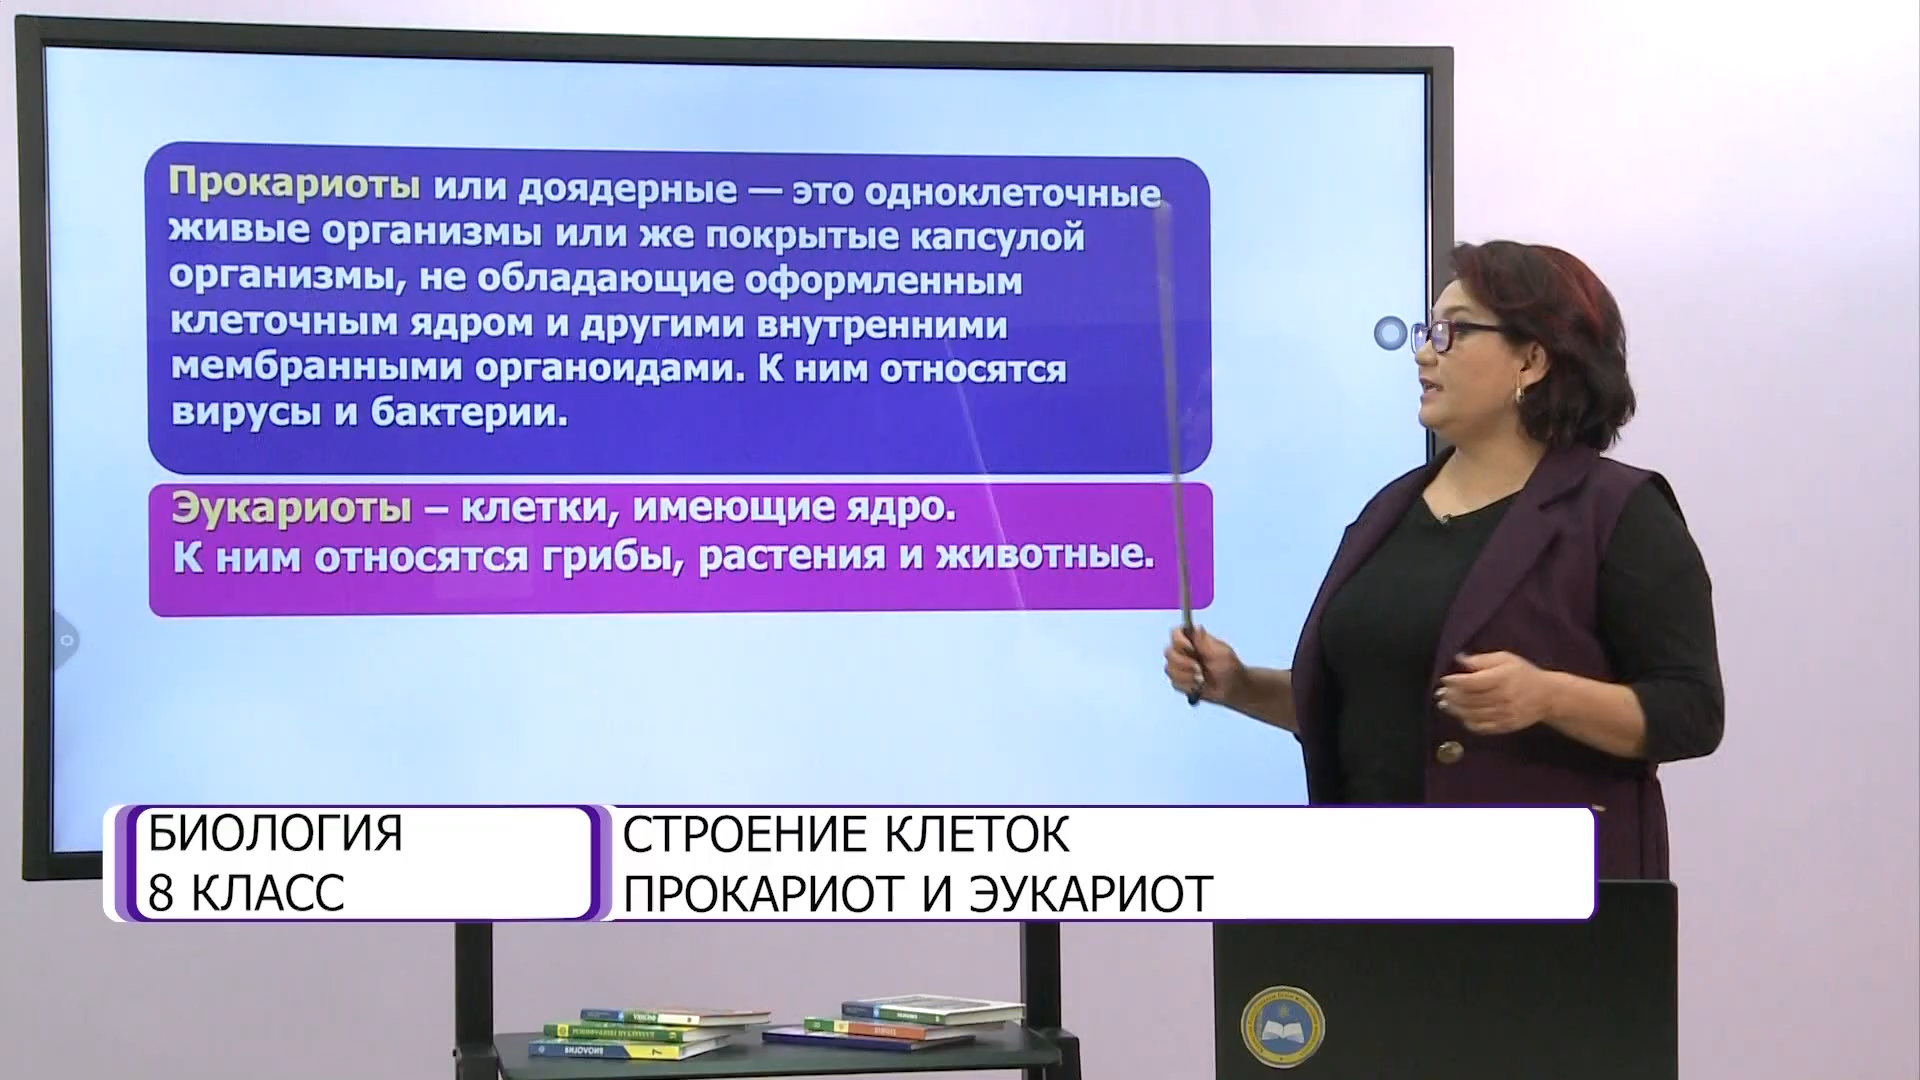 Прокариоты или доядерные — это одноклеточные
живые организмы или же покрытые капсулой
организмы, не обладающие оформленным
клеточным ядром и другими внутренними
мембранными органоидами. К ним относятся
вирусы и бактерии.
Эукариоты – клетки, имеющие ядро.
К ним относятся грибы, растения и животные.
БИОЛОГИЯ
8 КЛАСС
СТРОЕНИЕ КЛЕТОК
ПРОКАРИОТ И ЭУКАРИОТ
БИОЛОГИЯ 7